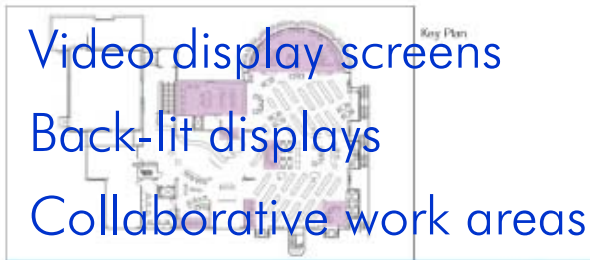 Key Plan
Video display screens
Back-lit displays
Collaborative work areas